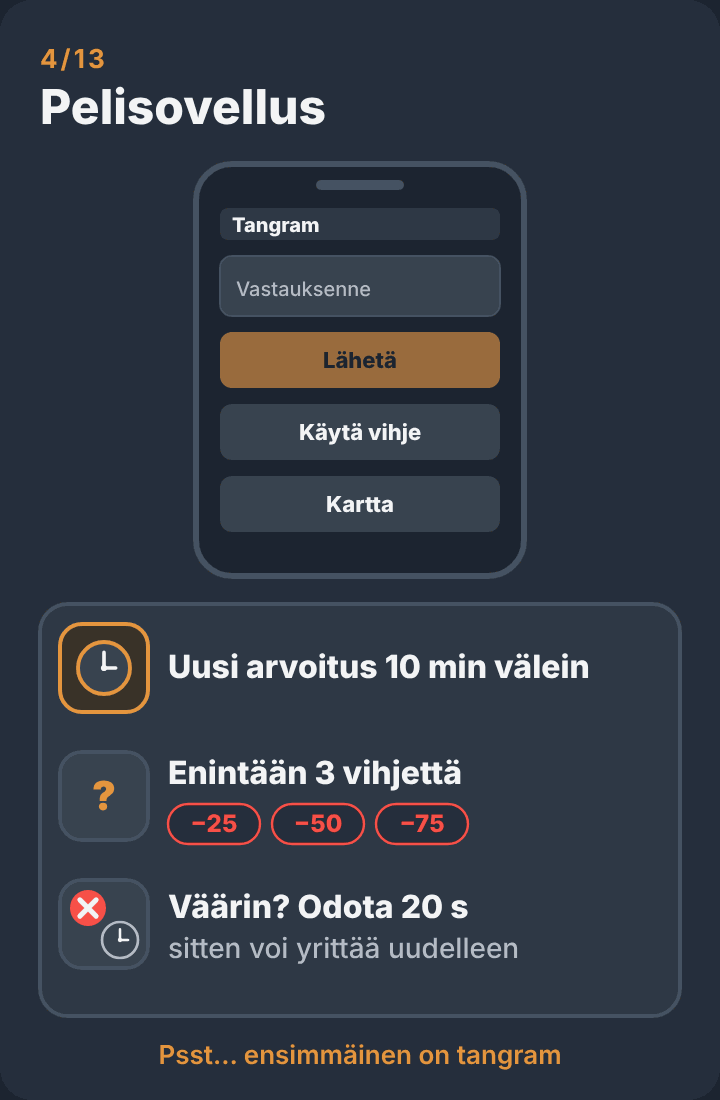 4/13
Pelisovellus
Tangram
Vastauksenne
Lähetä
Käytä vihje
Kartta
Uusi arvoitus 10 min välein
?
Enintään 3 vihjettä
−25 −50 −75
Väärin? Odota 20 s
sitten voi yrittää uudelleen
Psst... ensimmäinen on tangram